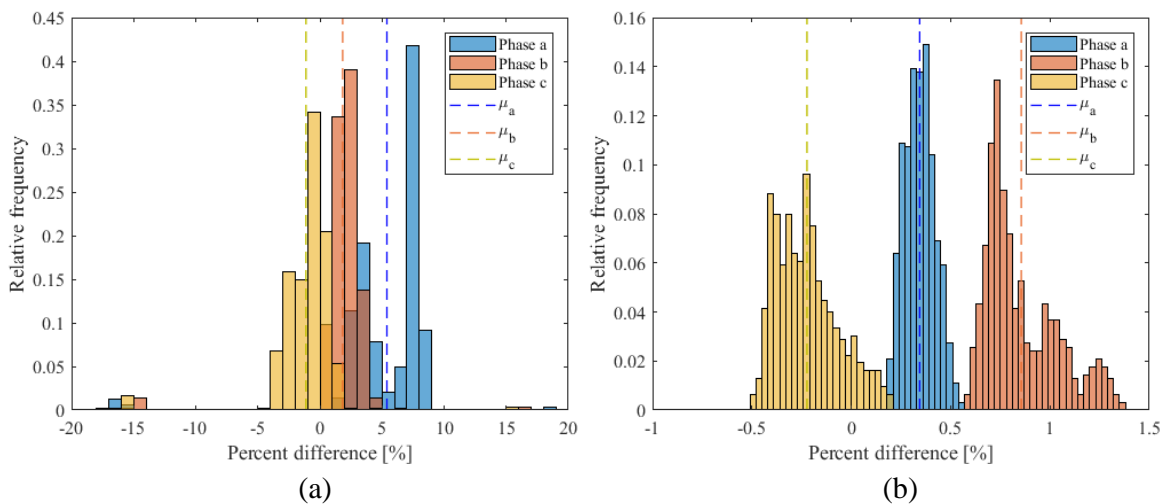 0.45
0.4
0.35
0.3
0.25
0.2
0.15
0.1
0.05
0
-20
-15
-10
-5
0
5
10
15
20
Relative frequency
Percent difference [%]
Phase a
Phase b
Phase c
μa
μb
μc
(a)
0.16
0.14
0.12
0.1
0.08
0.06
0.04
0.02
0
-1
-0.5
0
0.5
1
1.5
Relative frequency
Percent difference [%]
Phase a
Phase b
Phase c
μa
μb
μc
(b)